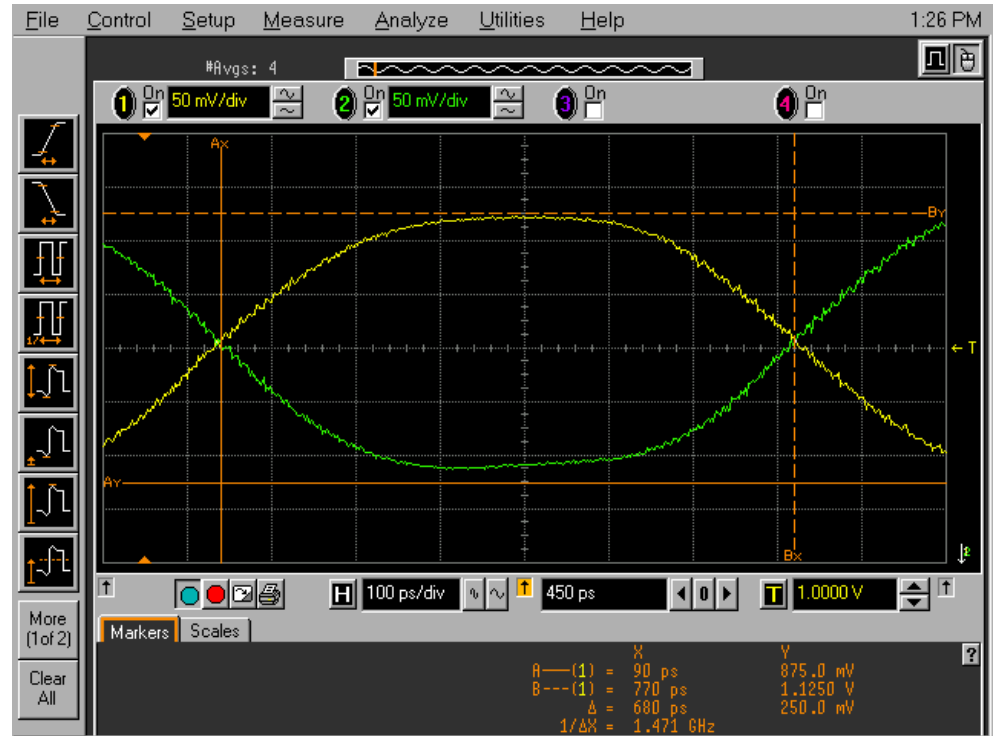 File Control Setup Measure Analyze Utilities Help 1:26 PM
#Avgs: 4
1 On 50 mV/div 2 On 50 mV/div 3 On 4 On
Ax
By
T
Ay
Bx
2
H 100 ps/div 450 ps 0 T 1.0000 V
1/
More
(1 of 2)
Clear
All
Markers Scales
?
X Y
A—(1) = 90 ps 875.0 mV
B---(1) = 770 ps 1.1250 V
Δ = 680 ps 250.0 mV
1/ΔX = 1.471 GHz